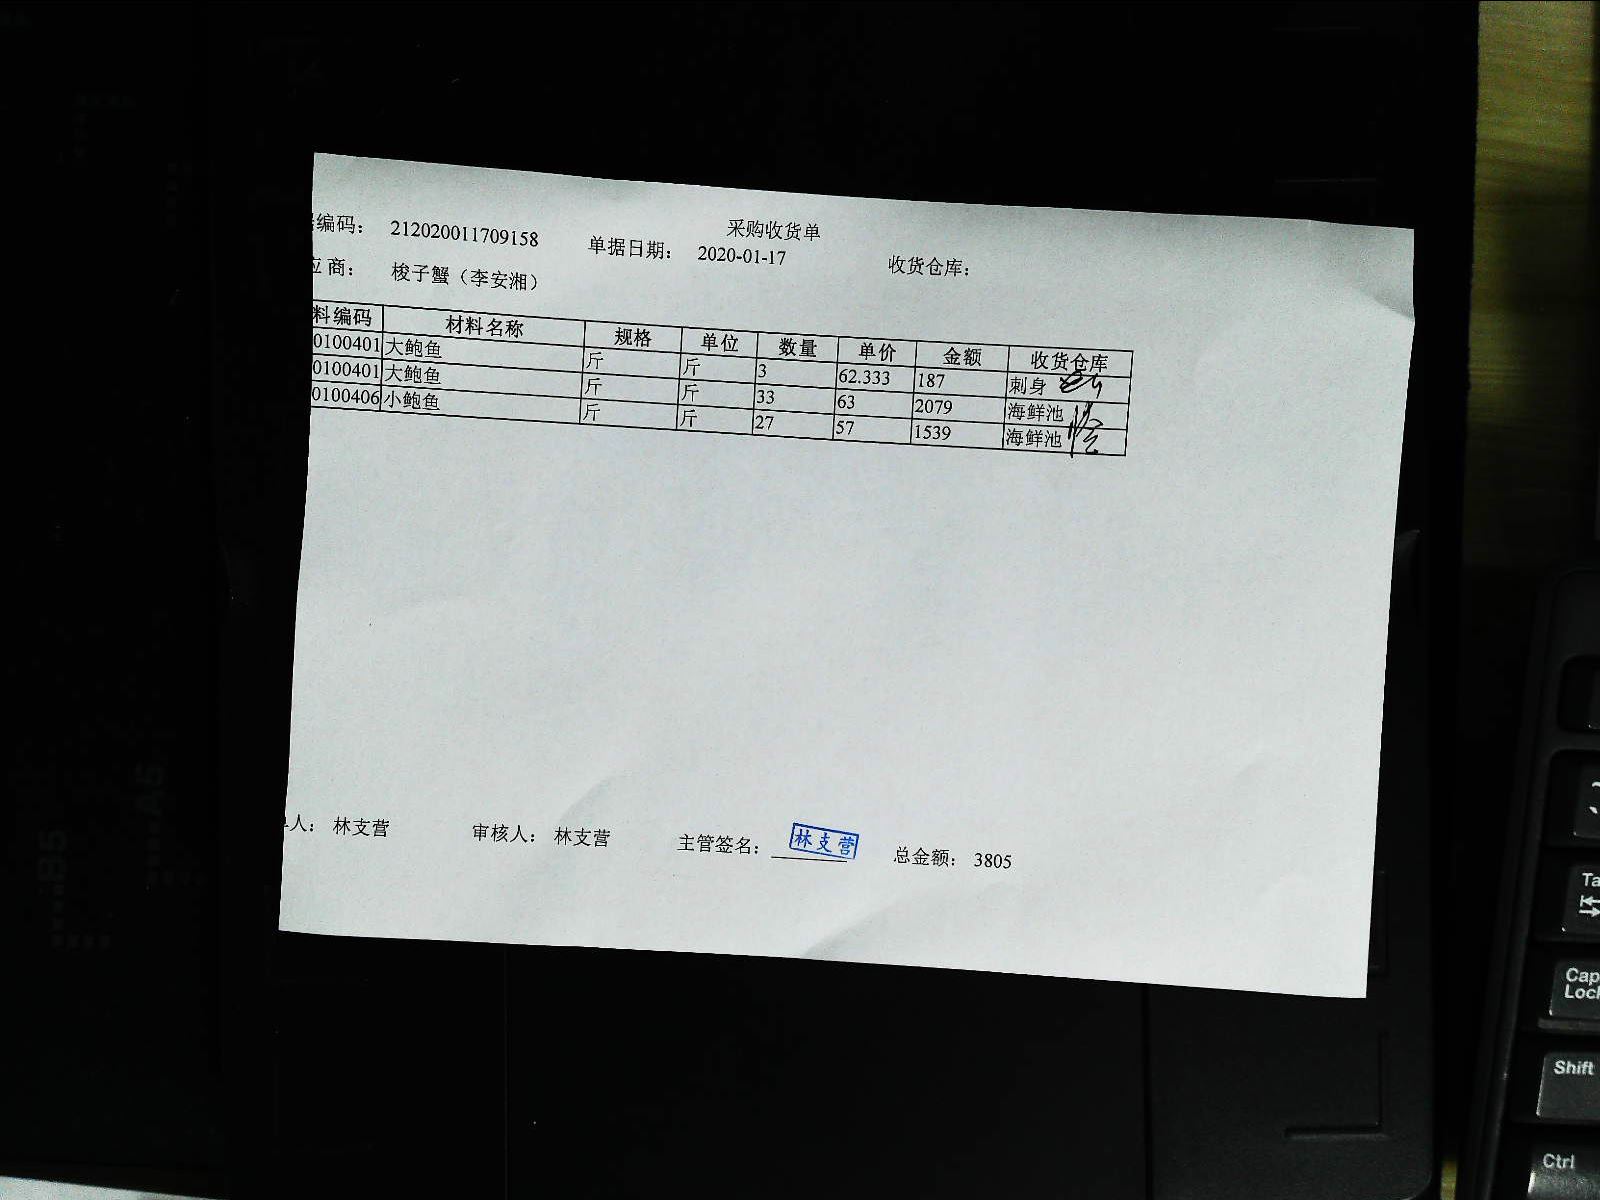 采购收货单
编码： 212020011709158 单据日期： 2020-01-17 收货仓库：
应商： 梭子蟹（李安湘）
料编码 材料名称 规格 单位 数量 单价 金额 收货仓库
0100401 大鲍鱼 斤 斤 3 62.333 187 刺身
0100401 大鲍鱼 斤 斤 33 63 2079 海鲜池
0100406 小鲍鱼 斤 斤 27 57 1539 海鲜池
人： 林支营 审核人： 林支营 主管签名： 林支营 总金额： 3805
Cap
Lock
Shift
Ctrl